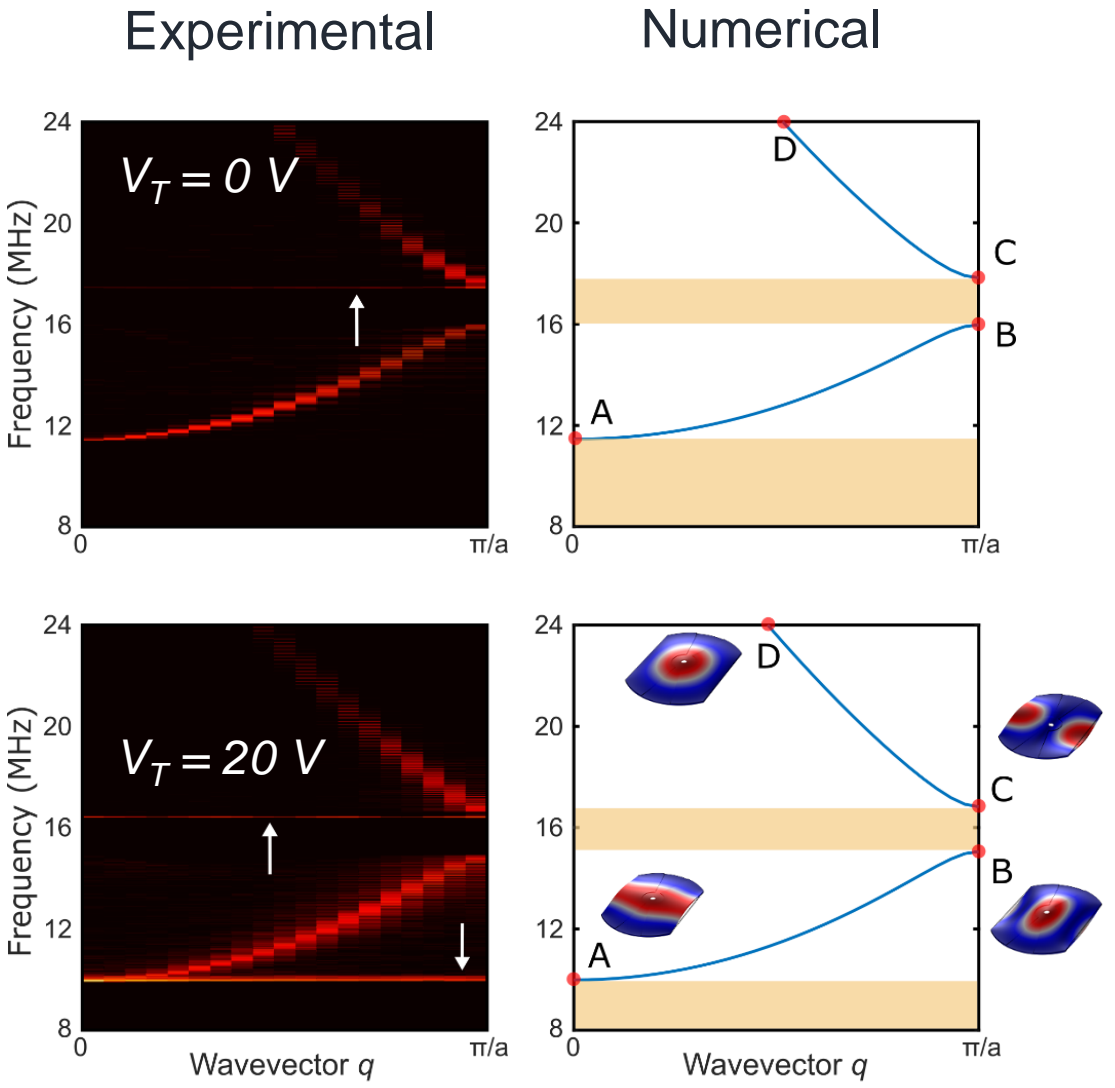 Experimental
Numerical
24
20
16
12
8
Frequency (MHz)
V_T = 0 V
0
π/a
24
20
16
12
8
D
C
B
A
0
π/a
24
20
16
12
8
Frequency (MHz)
V_T = 20 V
0
π/a
Wavevector q
24
20
16
12
8
D
C
B
A
0
π/a
Wavevector q